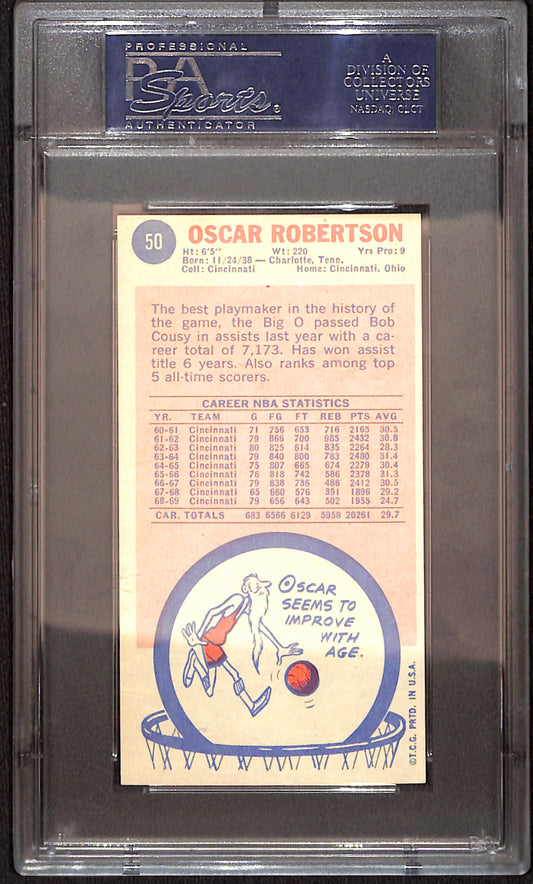 PROFESSIONAL
PSA
Sports
AUTHENTICATOR
A
DIVISION OF
COLLECTORS
UNIVERSE
NASDAQ: CLCT
50
OSCAR ROBERTSON
Ht: 6'5" Wt: 220 Yrs Pro: 9
Born: 11/24/38 — Charlotte, Tenn.
Coll: Cincinnati Home: Cincinnati, Ohio
The best playmaker in the history of
the game, the Big O passed Bob
Cousy in assists last year with a ca-
reer total of 7,173. Has won assist
title 6 years. Also ranks among top
5 all-time scorers.
CAREER NBA STATISTICS
YR. TEAM G FG FT REB PTS AVG
60-61 Cincinnati 71 756 653 716 2165 30.5
61-62 Cincinnati 79 866 700 985 2432 30.8
62-63 Cincinnati 80 825 614 835 2264 28.3
63-64 Cincinnati 79 840 800 783 2480 31.4
64-65 Cincinnati 75 807 665 674 2279 30.4
65-66 Cincinnati 76 818 742 586 2378 31.3
66-67 Cincinnati 79 838 736 486 2412 30.5
67-68 Cincinnati 65 660 576 391 1896 29.2
68-69 Cincinnati 79 656 643 502 1955 24.7
CAR. TOTALS 683 6566 6129 5958 20261 29.7
OSCAR
SEEMS TO
IMPROVE
WITH
AGE.
©T.C.G. PRTD. IN U.S.A.